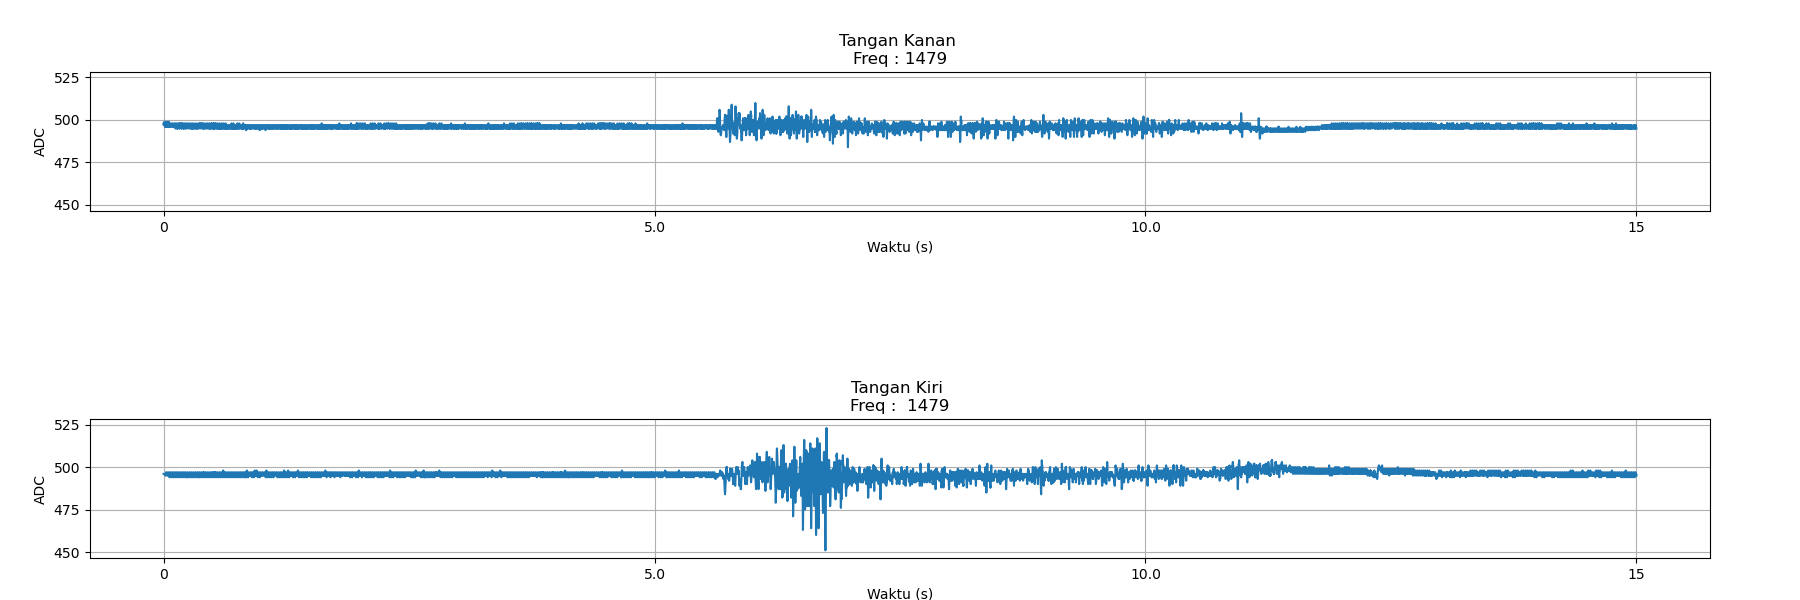 Tangan Kanan
Freq : 1479
525
500
475
450
ADC
0 5.0 10.0 15
Waktu (s)
Tangan Kiri
Freq :  1479
525
500
475
450
ADC
0 5.0 10.0 15
Waktu (s)